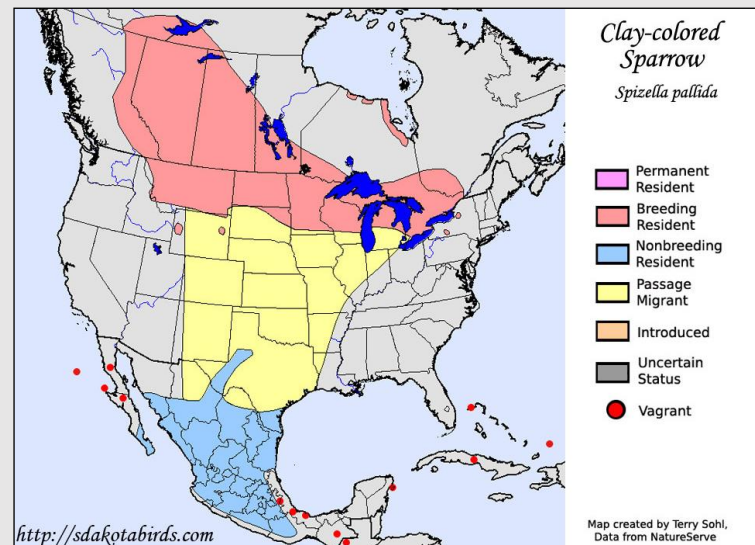 Clay-colored
Sparrow
Spizella pallida
Permanent
Resident
Breeding
Resident
Nonbreeding
Resident
Passage
Migrant
Introduced
Uncertain
Status
Vagrant
http://sdakotabirds.com
Map created by Terry Sohl,
Data from NatureServe